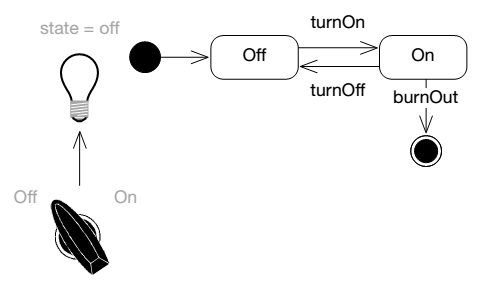 state = off
turnOn
Off
On
turnOff
burnOut
Off
On